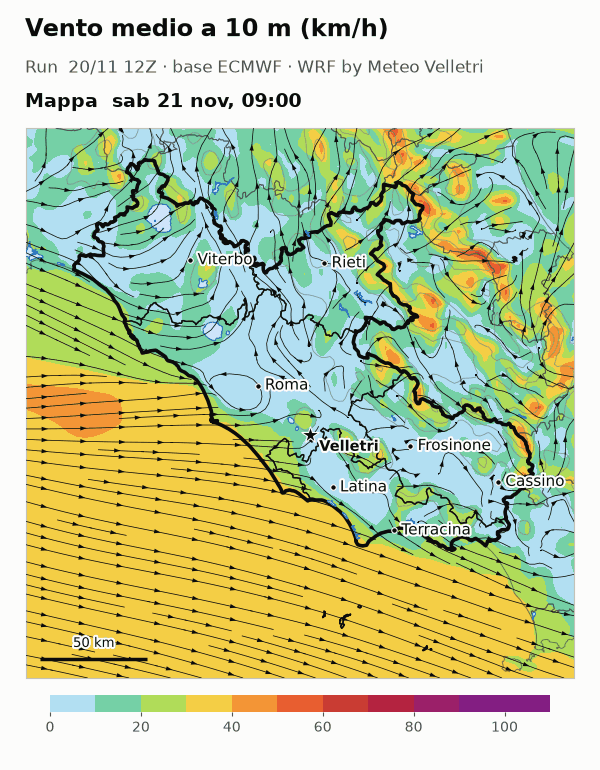 Vento medio a 10 m (km/h)
Run  20/11 12Z · base ECMWF · WRF by Meteo Velletri
Mappa  sab 21 nov, 09:00
Viterbo
Rieti
Roma
Velletri
Frosinone
Cassino
Latina
Terracina
50 km
0 20 40 60 80 100